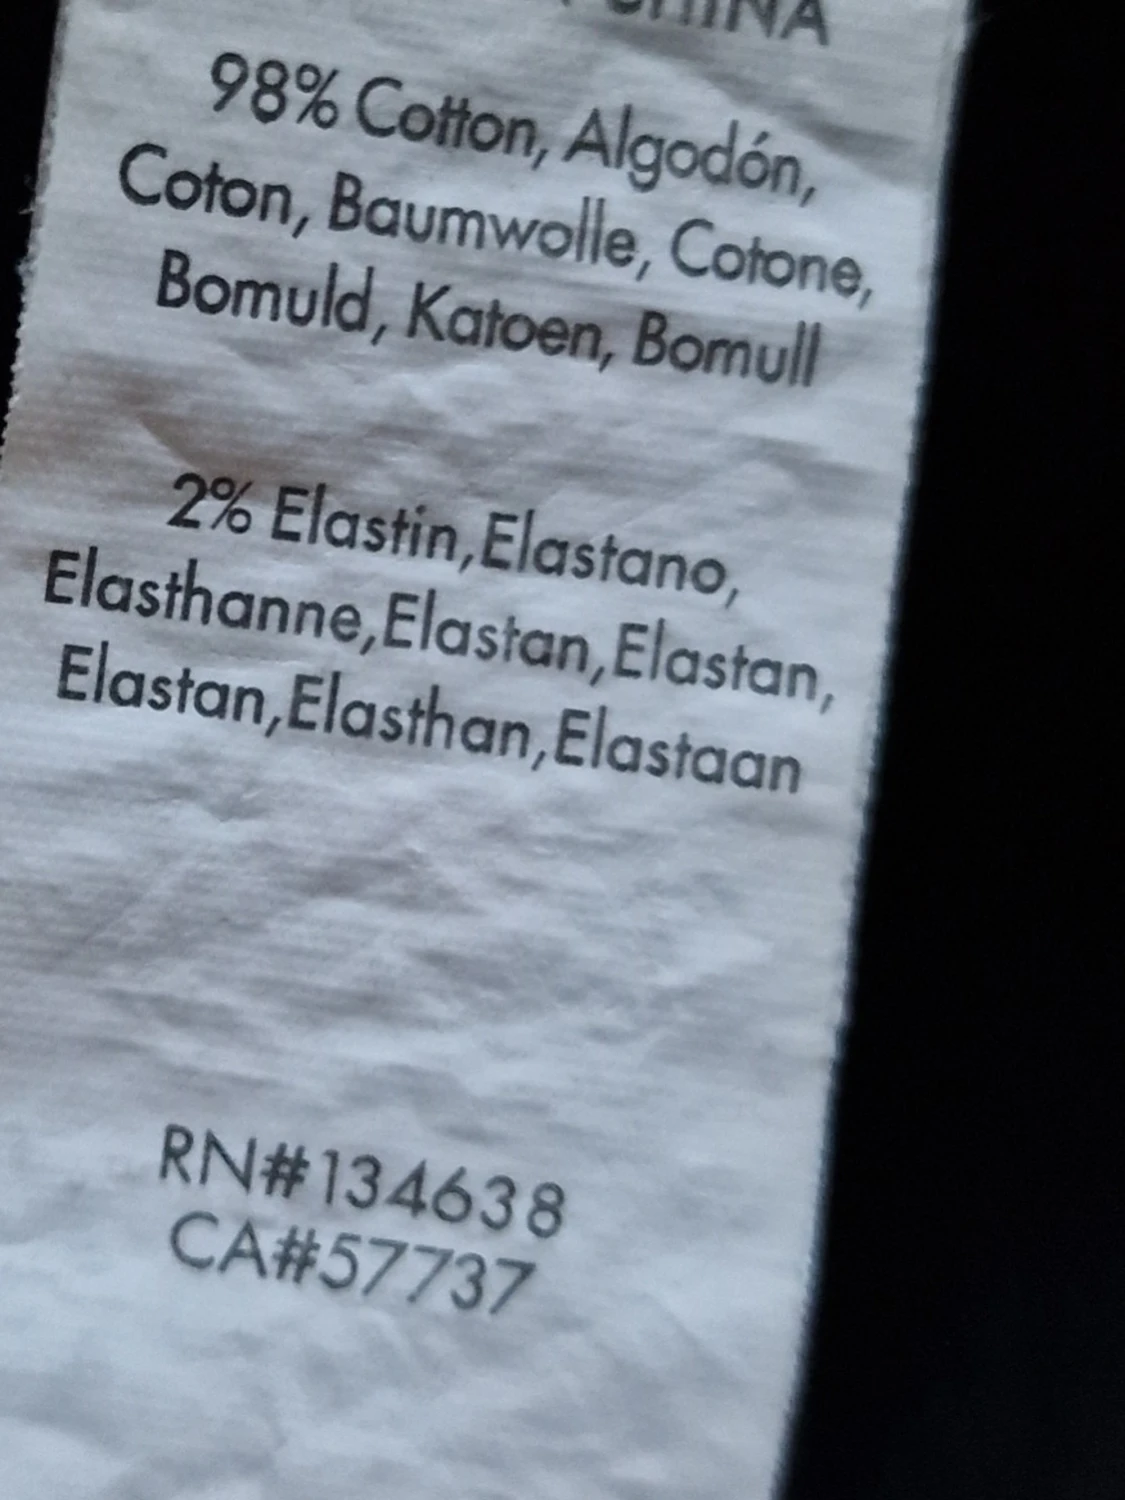 CHINA
98% Cotton, Algodón,
Coton, Baumwolle, Cotone,
Bomuld, Katoen, Bomull
2% Elastin,Elastano,
Elasthanne,Elastan,Elastan,
Elastan,Elasthan,Elastaan
RN#134638
CA#57737